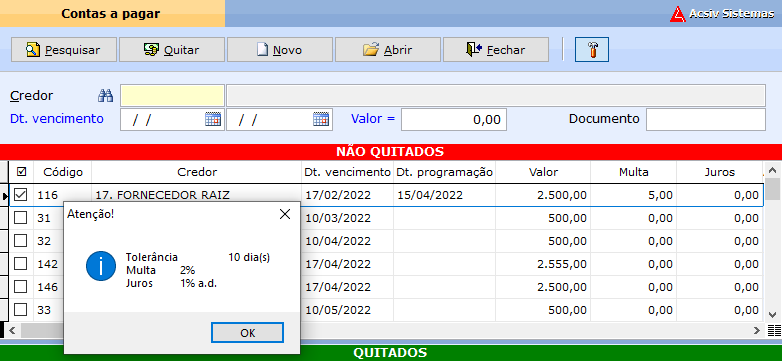 Contas a pagar
Acsiv Sistemas
Pesquisar Quitar Novo Abrir Fechar
Credor
Dt. vencimento / / / / Valor = 0,00 Documento
NÃO QUITADOS
Código Credor Dt. vencimento Dt. programação Valor Multa Juros
116 17. FORNECEDOR RAIZ 17/02/2022 15/04/2022 2.500,00 5,00 0,00
31 10/03/2022 500,00 0,00 0,00
32 10/04/2022 500,00 0,00 0,00
142 17/04/2022 2.555,00 0,00 0,00
146 17/04/2022 2.500,00 0,00 0,00
33 10/05/2022 500,00 0,00 0,00
Atenção!
Tolerância 10 dia(s)
Multa 2%
Juros 1% a.d.
OK
QUITADOS